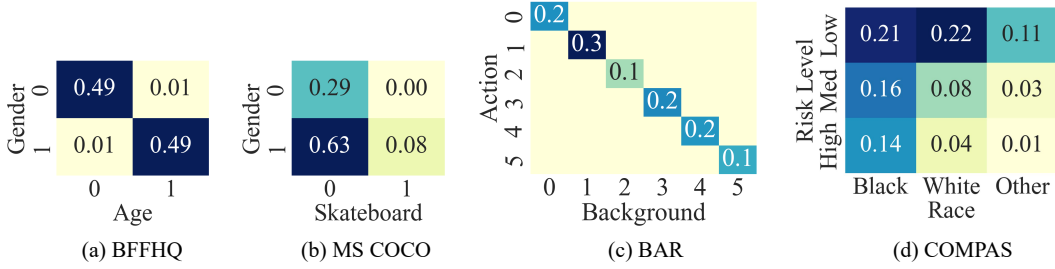 Gender
0
1
0.49
0.01
0.01
0.49
0
1
Age
(a) BFFHQ
Gender
0
1
0.29
0.00
0.63
0.08
0
1
Skateboard
(b) MS COCO
Action
0
1
2
3
4
5
0.2
0.3
0.1
0.2
0.2
0.1
0
1
2
3
4
5
Background
(c) BAR
Risk Level
Low
Med
High
0.21
0.22
0.11
0.16
0.08
0.03
0.14
0.04
0.01
Black
White
Other
Race
(d) COMPAS